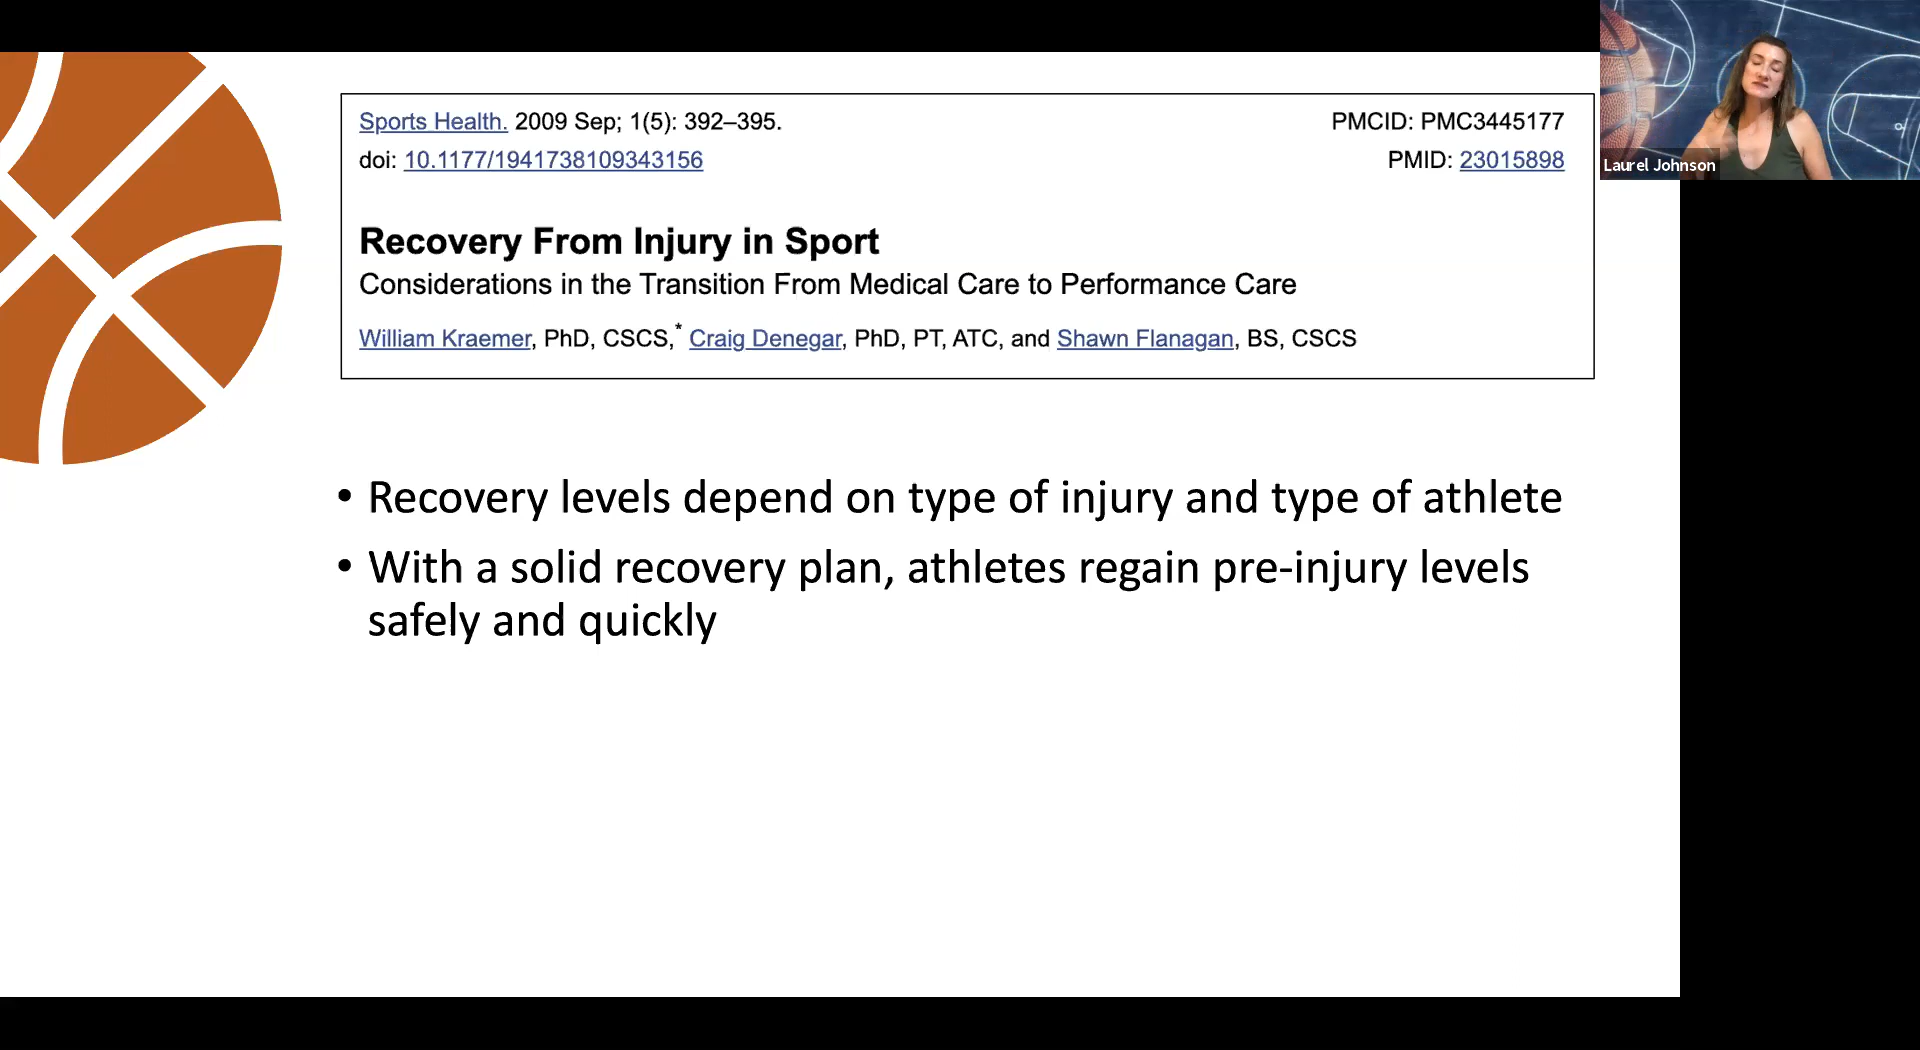 Sports Health. 2009 Sep; 1(5): 392–395.
PMCID: PMC3445177
doi: 10.1177/1941738109343156
PMID: 23015898
Recovery From Injury in Sport
Considerations in the Transition From Medical Care to Performance Care
William Kraemer, PhD, CSCS,* Craig Denegar, PhD, PT, ATC, and Shawn Flanagan, BS, CSCS
• Recovery levels depend on type of injury and type of athlete
• With a solid recovery plan, athletes regain pre-injury levels
safely and quickly
Laurel Johnson